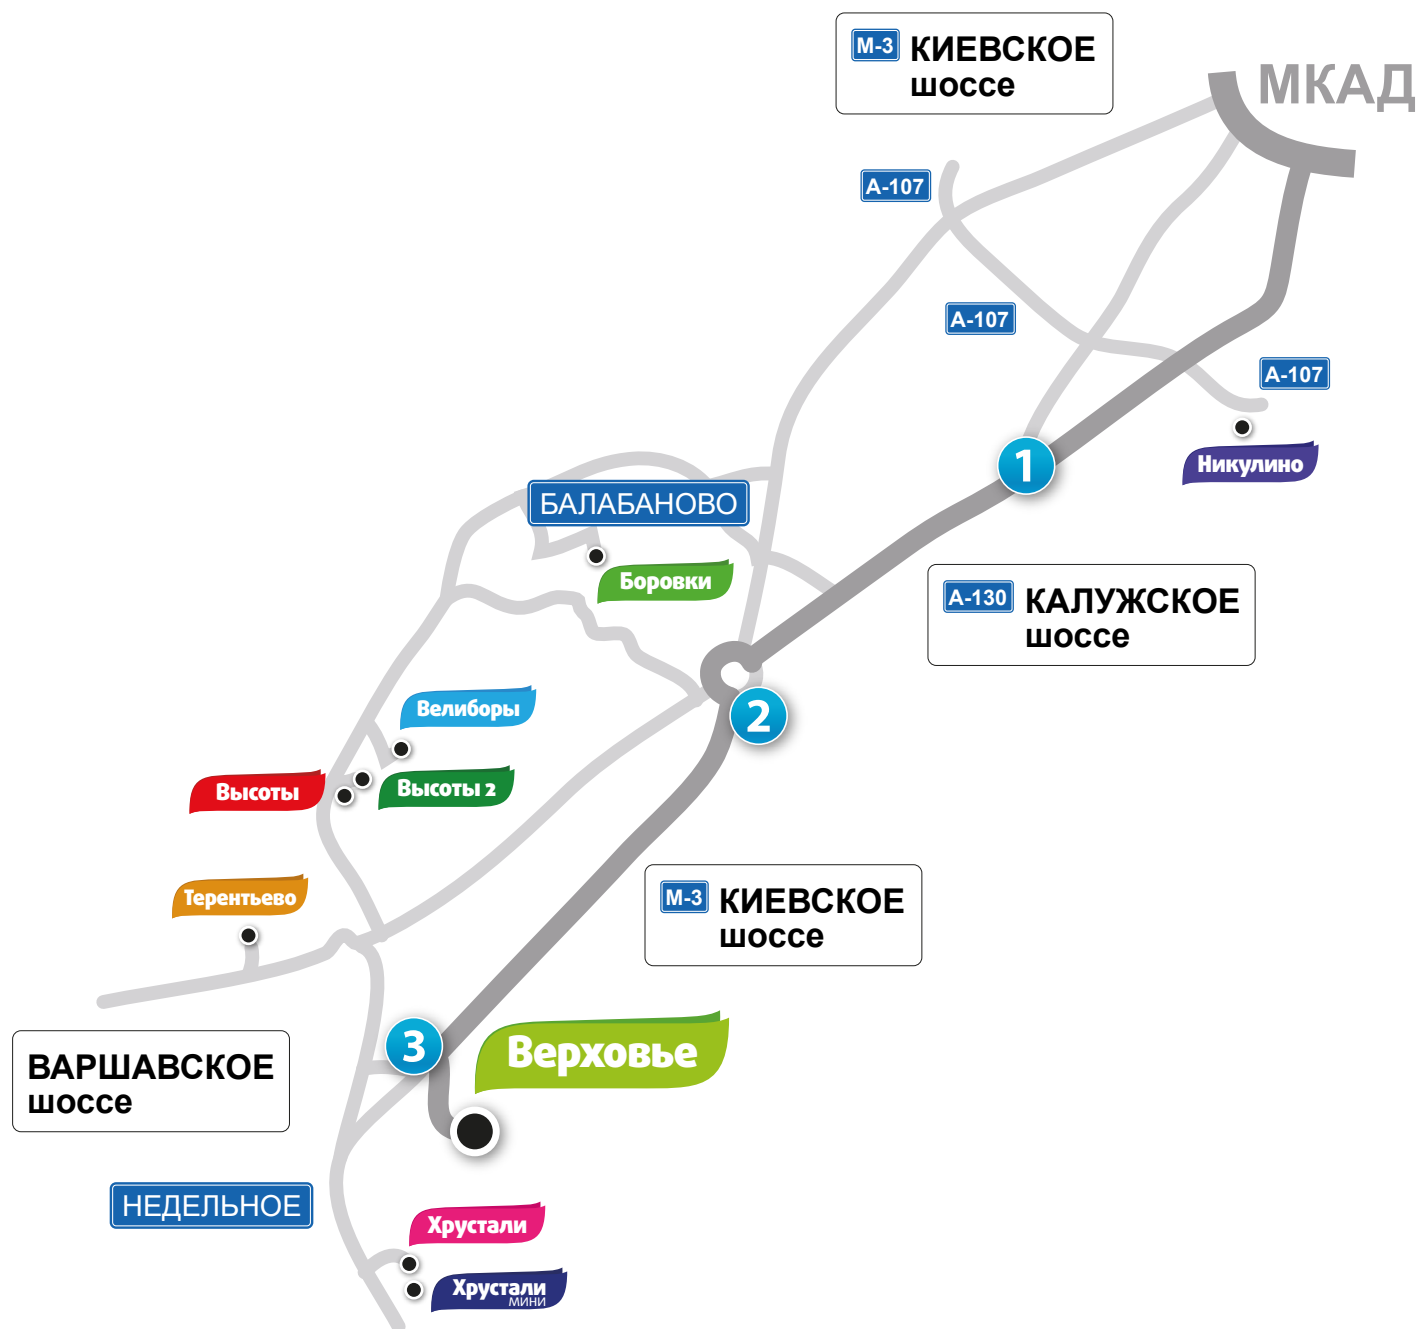 М-3 КИЕВСКОЕ
шоссе
МКАД
А-107
А-107
А-107
1
Никулино
БАЛАБАНОВО
Боровки
А-130 КАЛУЖСКОЕ
шоссе
Велиборы
2
Высоты
Высоты 2
Терентьево
М-3 КИЕВСКОЕ
шоссе
3
Верховье
ВАРШАВСКОЕ
шоссе
НЕДЕЛЬНОЕ
Хрустали
Хрустали
МИНИ